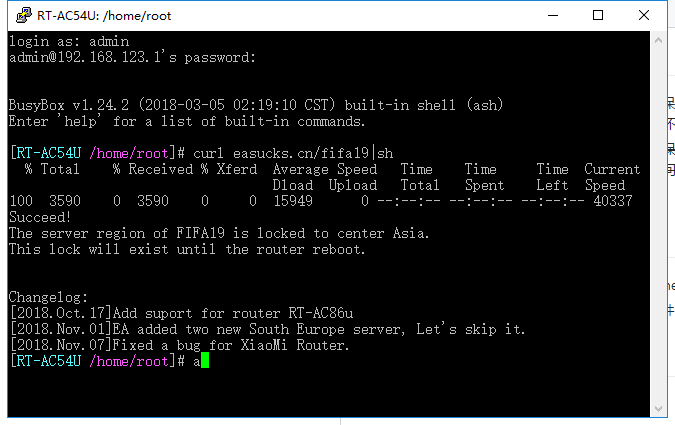 RT-AC54U: /home/root
login as: admin
admin@192.168.123.1's password:
BusyBox v1.24.2 (2018-03-05 02:19:10 CST) built-in shell (ash)
Enter 'help' for a list of built-in commands.
[RT-AC54U /home/root]# curl easucks.cn/fifa19|sh
% Total % Received % Xferd Average Speed Time Time Time Current
Dload Upload Total Spent Left Speed
100 3590 0 3590 0 0 15949 0 --:--:-- --:--:-- --:--:-- 40337
Succeed!
The server region of FIFA19 is locked to center Asia.
This lock will exist until the router reboot.
Changelog:
[2018.Oct.17]Add suport for router RT-AC86u
[2018.Nov.01]EA added two new South Europe server, Let's skip it.
[2018.Nov.07]Fixed a bug for XiaoMi Router.
[RT-AC54U /home/root]# a